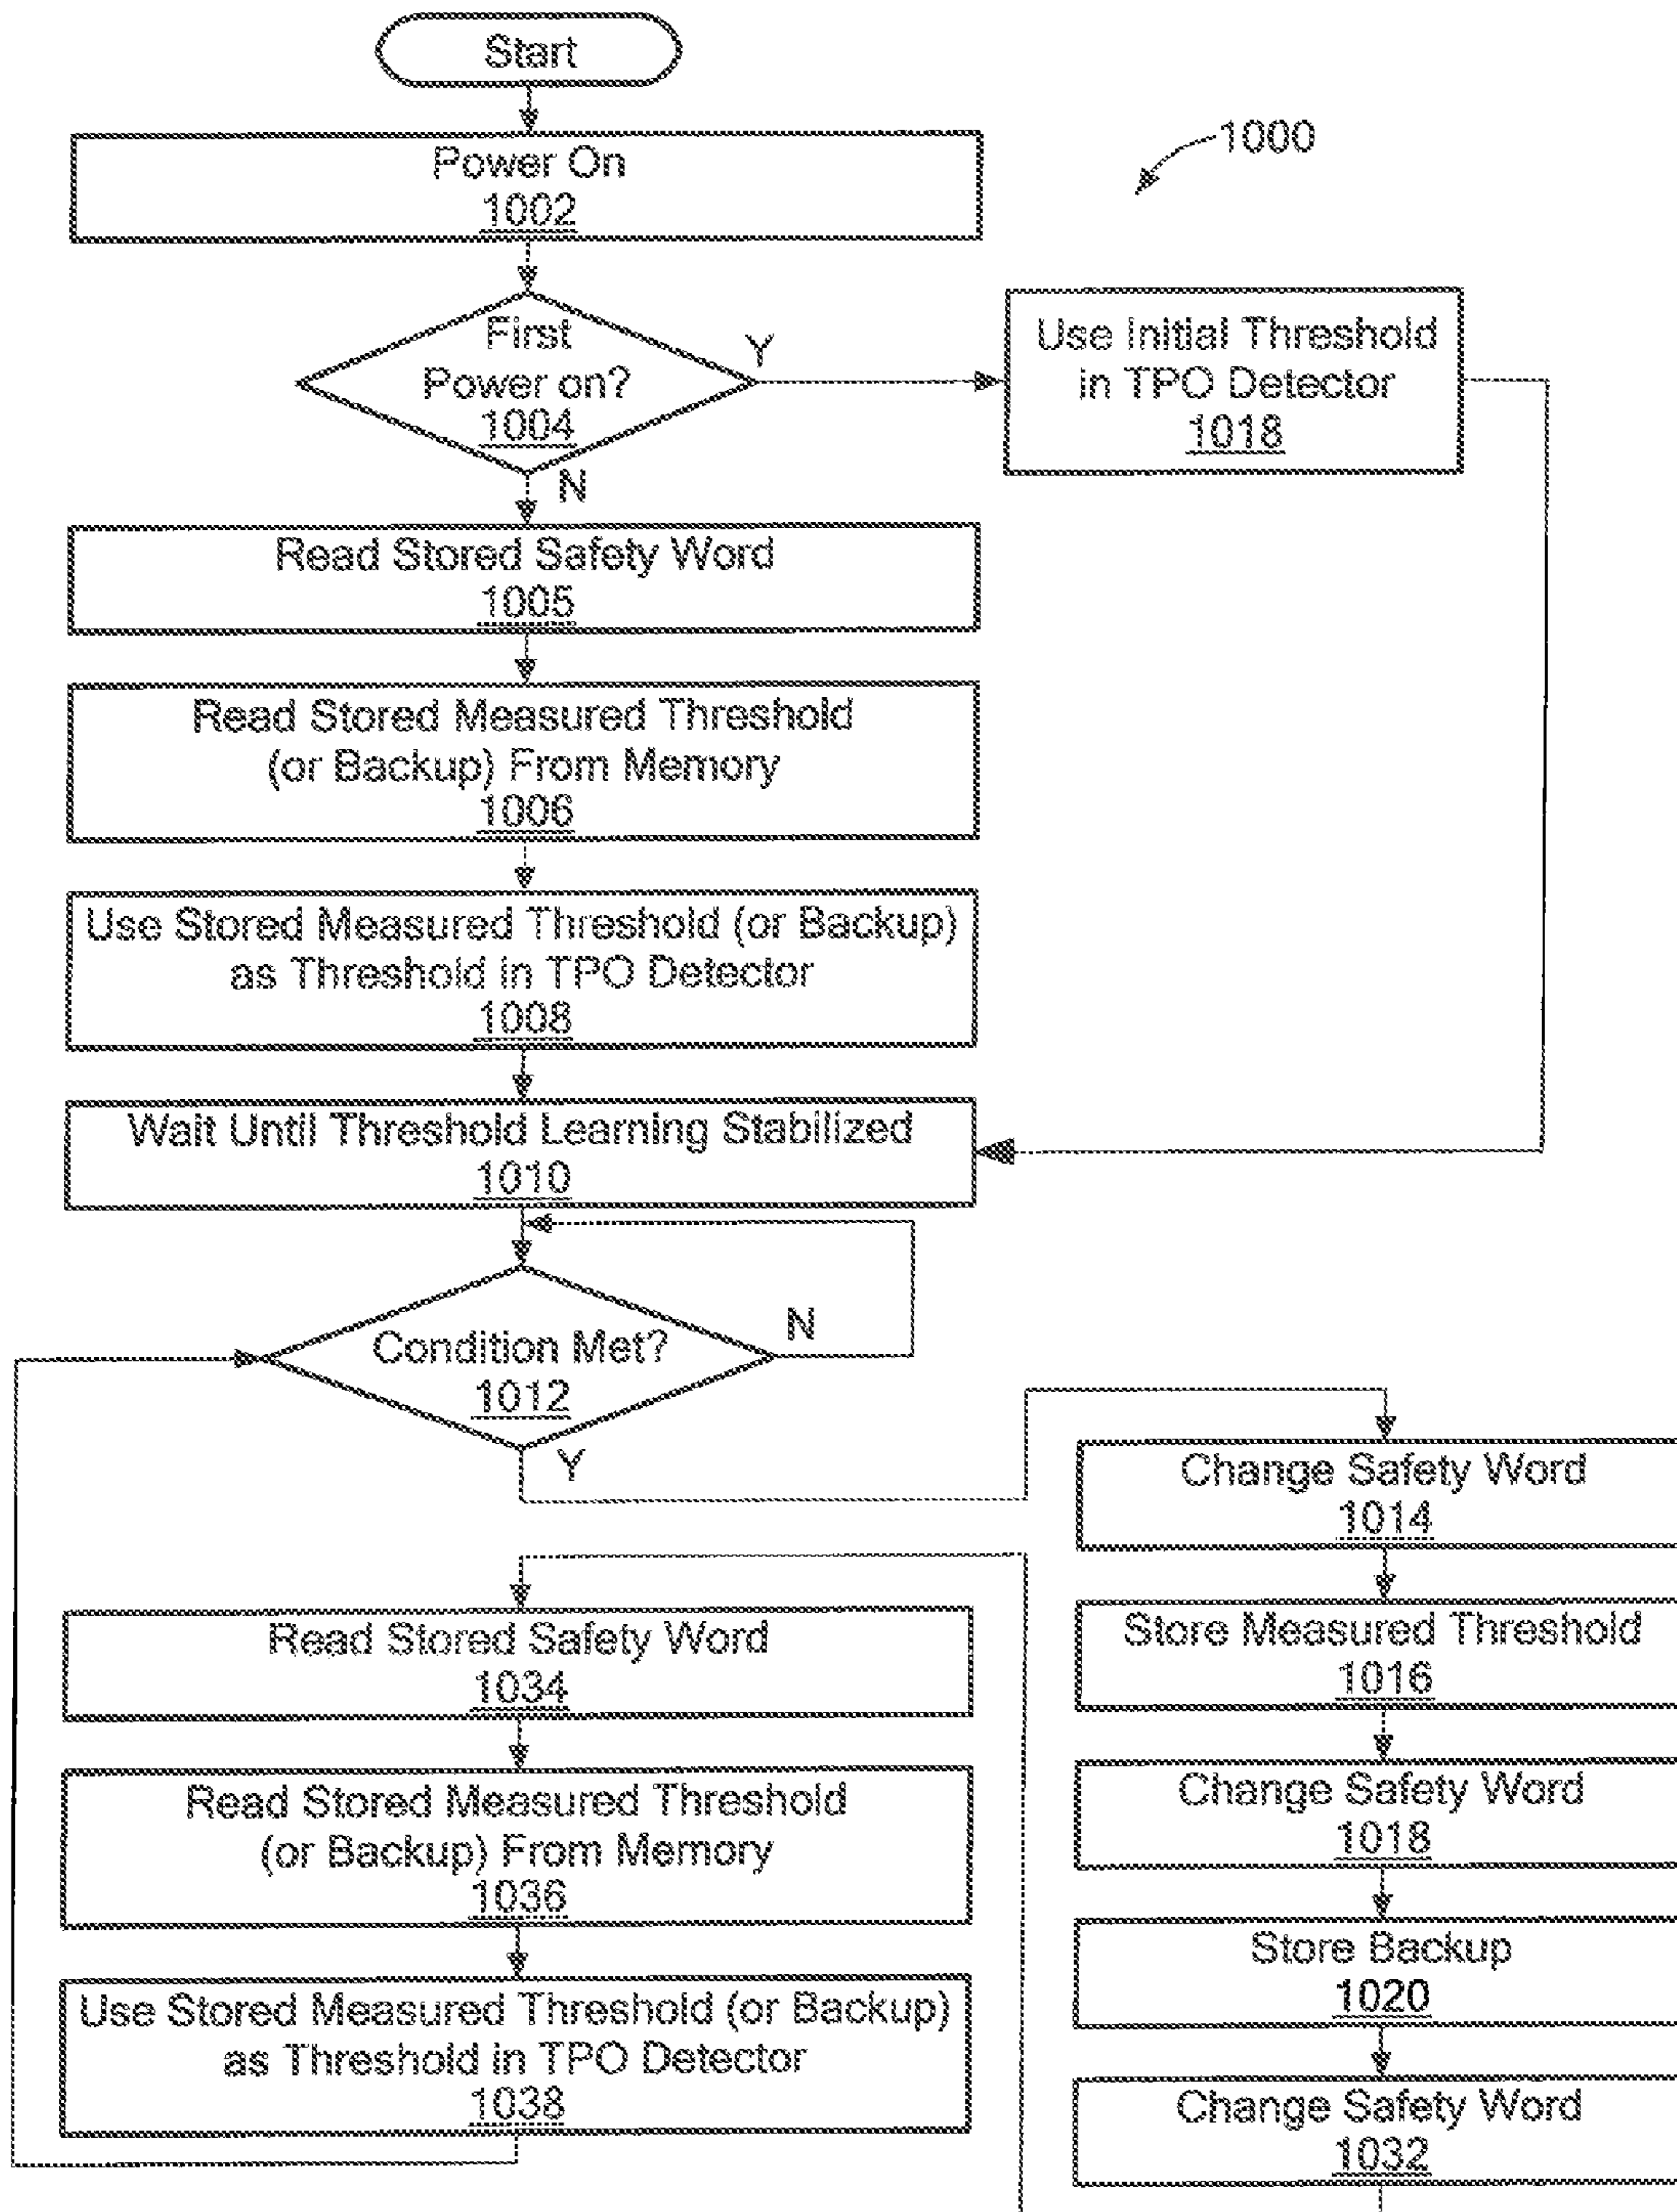 Start
Power On
1002
1000
First
Power on?
1004
Y
N
Use Initial Threshold
in TPO Detector
1018
Read Stored Safety Word
1005
Read Stored Measured Threshold
(or Backup) From Memory
1006
Use Stored Measured Threshold (or Backup)
as Threshold in TPO Detector
1008
Wait Until Threshold Learning Stabilized
1010
Condition Met?
1012
N
Y
Change Safety Word
1014
Store Measured Threshold
1016
Change Safety Word
1018
Store Backup
1020
Change Safety Word
1032
Read Stored Safety Word
1034
Read Stored Measured Threshold
(or Backup) From Memory
1036
Use Stored Measured Threshold (or Backup)
as Threshold in TPO Detector
1038